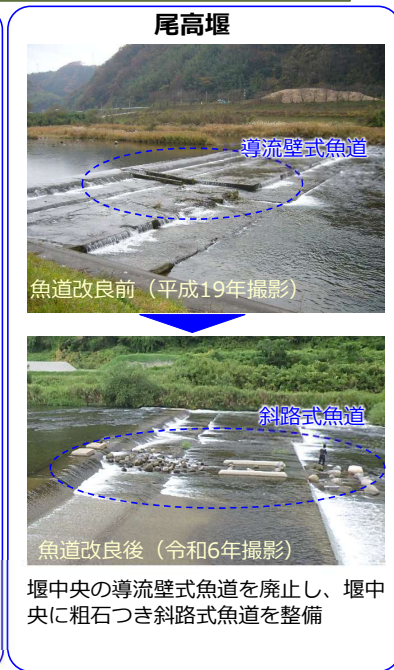 尾高堰
導流壁式魚道
魚道改良前（平成19年撮影）
斜路式魚道
魚道改良後（令和6年撮影）
堰中央の導流壁式魚道を廃止し、堰中
央に粗石つき斜路式魚道を整備